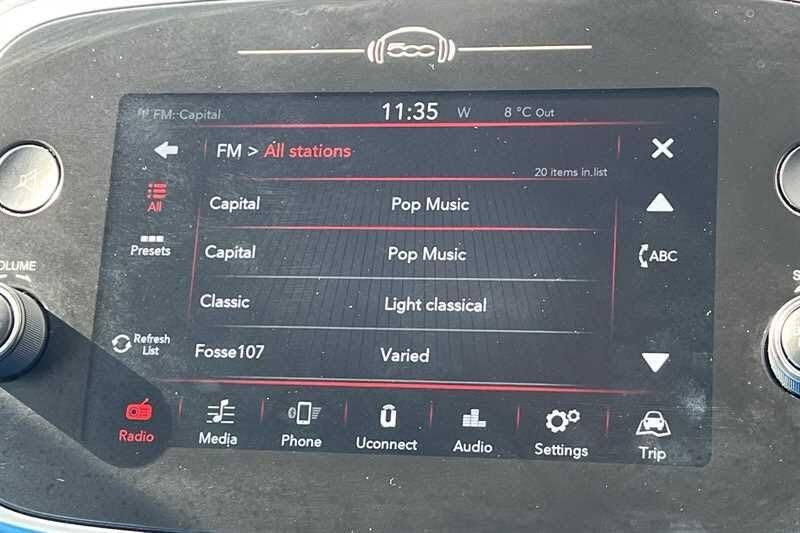 500
FM: Capital 11:35 W 8 °C Out
FM > All stations
20 items in list
All
Capital Pop Music
Presets
Capital Pop Music
ABC
Classic Light classical
Refresh
List
Fosse107 Varied
VOLUME
Radio Media Phone Uconnect Audio Settings Trip